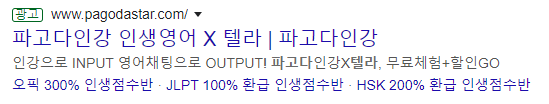 광고 www.pagodastar.com/ ▼
파고다인강 인생영어 X 텔라 | 파고다인강
인강으로 INPUT 영어채팅으로 OUTPUT! 파고다인강X텔라, 무료체험+할인GO
오픽 300% 인생점수반 · JLPT 100% 환급 인생점수반 · HSK 200% 환급 인생점수반